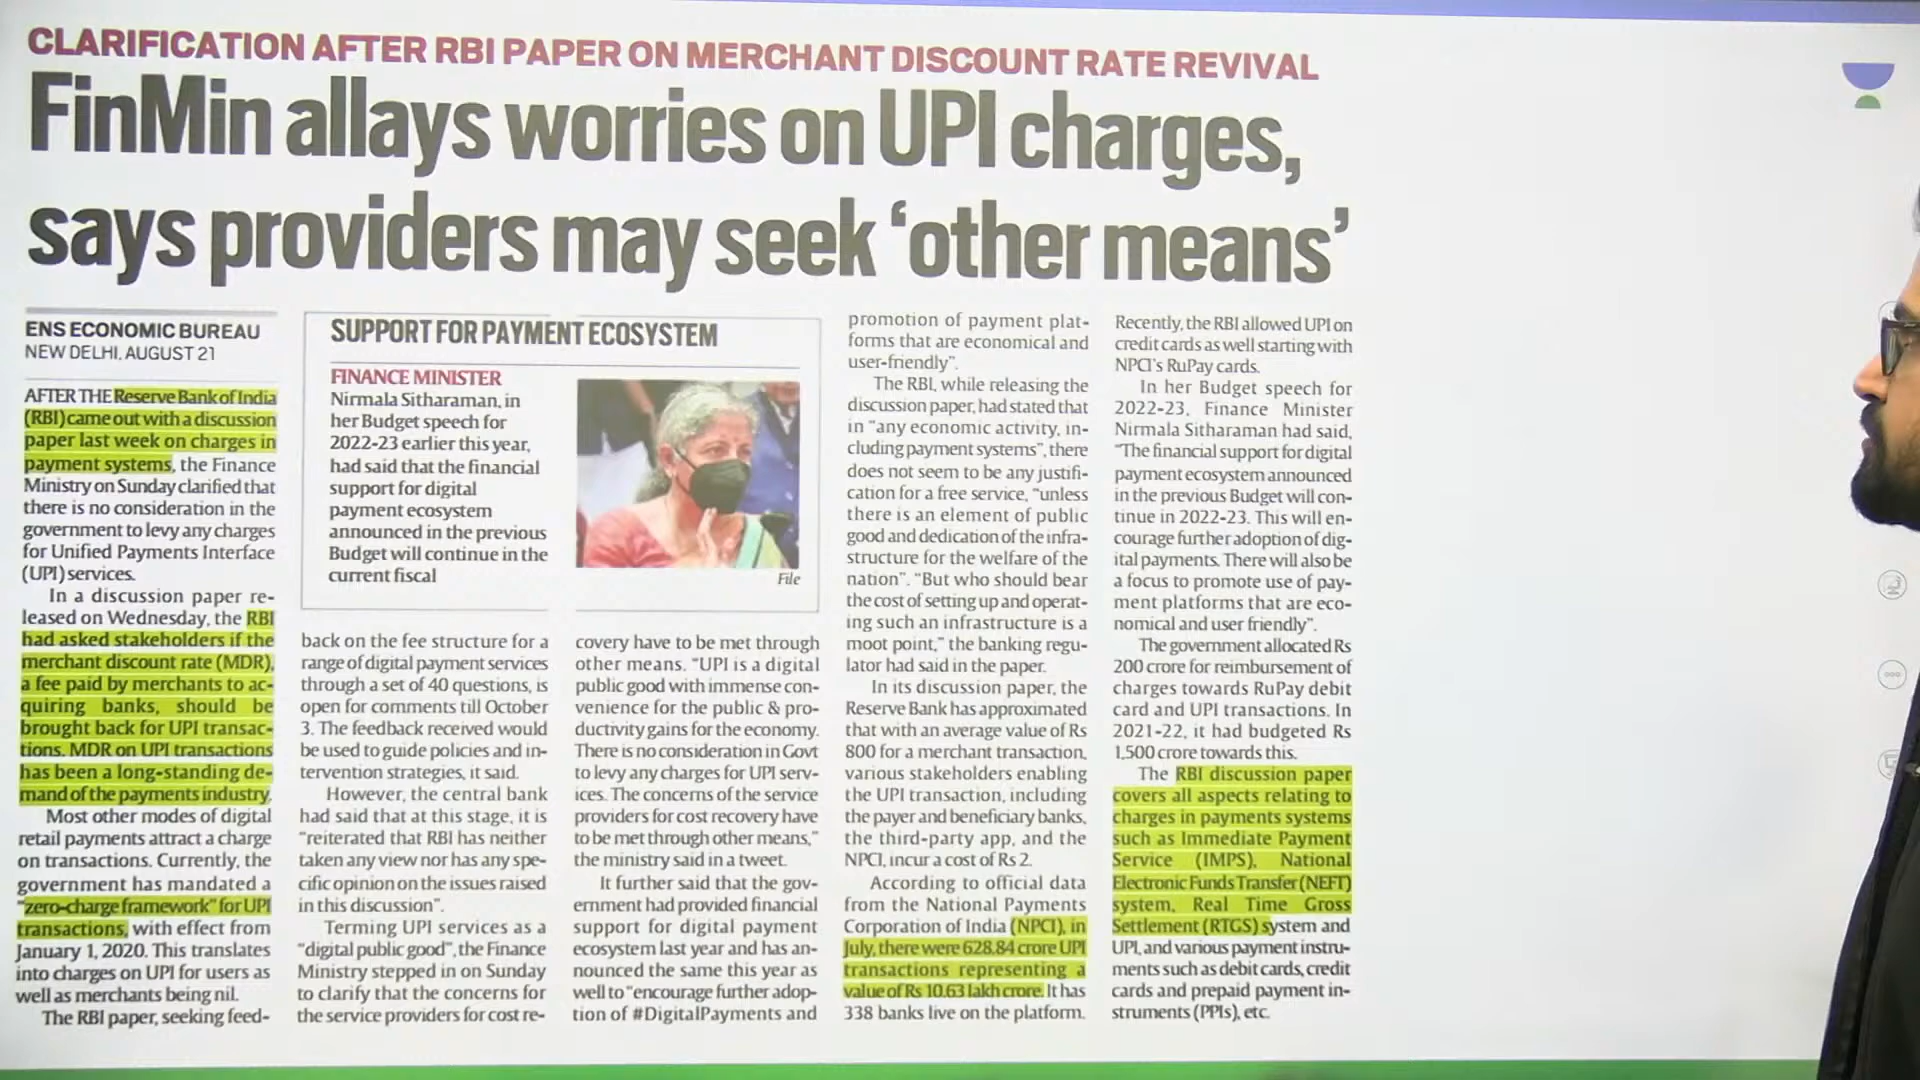 CLARIFICATION AFTER RBI PAPER ON MERCHANT DISCOUNT RATE REVIVAL
FinMin allays worries on UPI charges,
says providers may seek ‘other means’
ENS ECONOMIC BUREAU
NEW DELHI, AUGUST 21
AFTER THE Reserve Bank of India
(RBI) came out with a discussion
paper last week on charges in
payment systems, the Finance
Ministry on Sunday clarified that
there is no consideration in the
government to levy any charges
for Unified Payments Interface
(UPI) services.
In a discussion paper re-
leased on Wednesday, the RBI
had asked stakeholders if the
merchant discount rate (MDR),
a fee paid by merchants to ac-
quiring banks, should be
brought back for UPI transac-
tions. MDR on UPI transactions
has been a long-standing de-
mand of the payments industry.
Most other modes of digital
retail payments attract a charge
on transactions. Currently, the
government has mandated a
“zero-charge framework” for UPI
transactions, with effect from
January 1, 2020. This translates
into charges on UPI for users as
well as merchants being nil.
The RBI paper, seeking feed-
SUPPORT FOR PAYMENT ECOSYSTEM
FINANCE MINISTER
Nirmala Sitharaman, in
her Budget speech for
2022-23 earlier this year,
had said that the financial
support for digital
payment ecosystem
announced in the previous
Budget will continue in the
current fiscal
File
back on the fee structure for a
range of digital payment services
through a set of 40 questions, is
open for comments till October
3. The feedback received would
be used to guide policies and in-
tervention strategies, it said.
However, the central bank
had said that at this stage, it is
“reiterated that RBI has neither
taken any view nor has any spe-
cific opinion on the issues raised
in this discussion”.
Terming UPI services as a
“digital public good”, the Finance
Ministry stepped in on Sunday
to clarify that the concerns for
the service providers for cost re-
covery have to be met through
other means. “UPI is a digital
public good with immense con-
venience for the public & pro-
ductivity gains for the economy.
There is no consideration in Govt
to levy any charges for UPI serv-
ices. The concerns of the service
providers for cost recovery have
to be met through other means,”
the ministry said in a tweet.
It further said that the gov-
ernment had provided financial
support for digital payment
ecosystem last year and has an-
nounced the same this year as
well to “encourage further adop-
tion of #DigitalPayments and
promotion of payment plat-
forms that are economical and
user-friendly”.
The RBI, while releasing the
discussion paper, had stated that
in “any economic activity, in-
cluding payment systems”, there
does not seem to be any justifi-
cation for a free service, “unless
there is an element of public
good and dedication of the infra-
structure for the welfare of the
nation”. “But who should bear
the cost of setting up and operat-
ing such an infrastructure is a
moot point,” the banking regu-
lator had said in the paper.
In its discussion paper, the
Reserve Bank has approximated
that with an average value of Rs
800 for a merchant transaction,
various stakeholders enabling
the UPI transaction, including
the payer and beneficiary banks,
the third-party app, and the
NPCI, incur a cost of Rs 2.
According to official data
from the National Payments
Corporation of India (NPCI), in
July, there were 628.84 crore UPI
transactions representing a
value of Rs 10.63 lakh crore. It has
338 banks live on the platform.
Recently, the RBI allowed UPI on
credit cards as well starting with
NPCI’s RuPay cards.
In her Budget speech for
2022-23, Finance Minister
Nirmala Sitharaman had said,
“The financial support for digital
payment ecosystem announced
in the previous Budget will con-
tinue in 2022-23. This will en-
courage further adoption of dig-
ital payments. There will also be
a focus to promote use of pay-
ment platforms that are eco-
nomical and user friendly”.
The government allocated Rs
200 crore for reimbursement of
charges towards RuPay debit
card and UPI transactions. In
2021-22, it had budgeted Rs
1,500 crore towards this.
The RBI discussion paper
covers all aspects relating to
charges in payments systems
such as Immediate Payment
Service (IMPS), National
Electronic Funds Transfer (NEFT)
system, Real Time Gross
Settlement (RTGS) system and
UPI, and various payment instru-
ments such as debit cards, credit
cards and prepaid payment in-
struments (PPIs), etc.